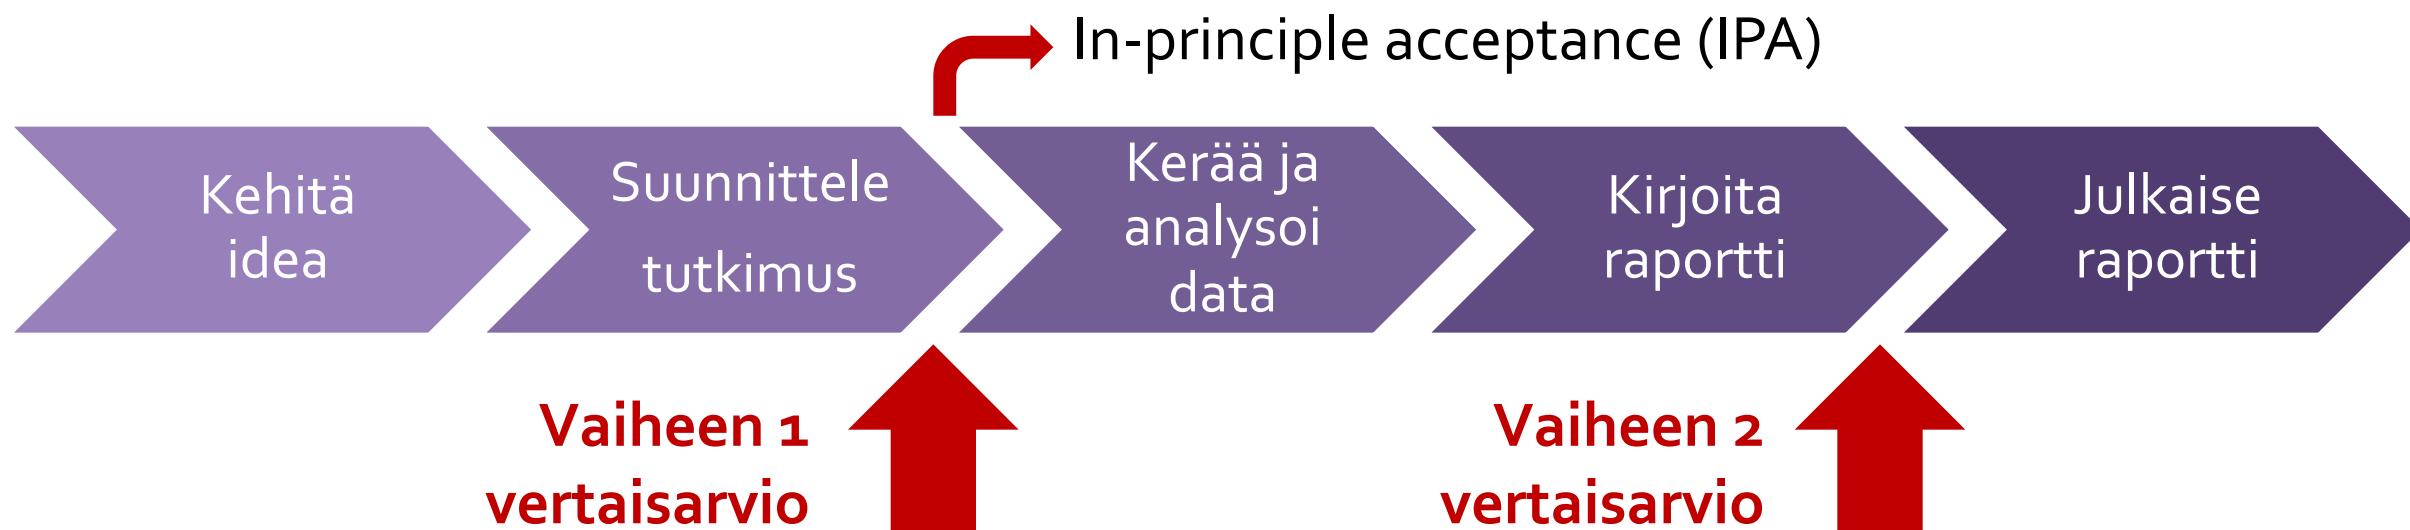 In-principle acceptance (IPA)
Kehitä
idea
Suunnittele
tutkimus
Kerää ja
analysoi
data
Kirjoita
raportti
Julkaise
raportti
Vaiheen 1
vertaisarvio
Vaiheen 2
vertaisarvio